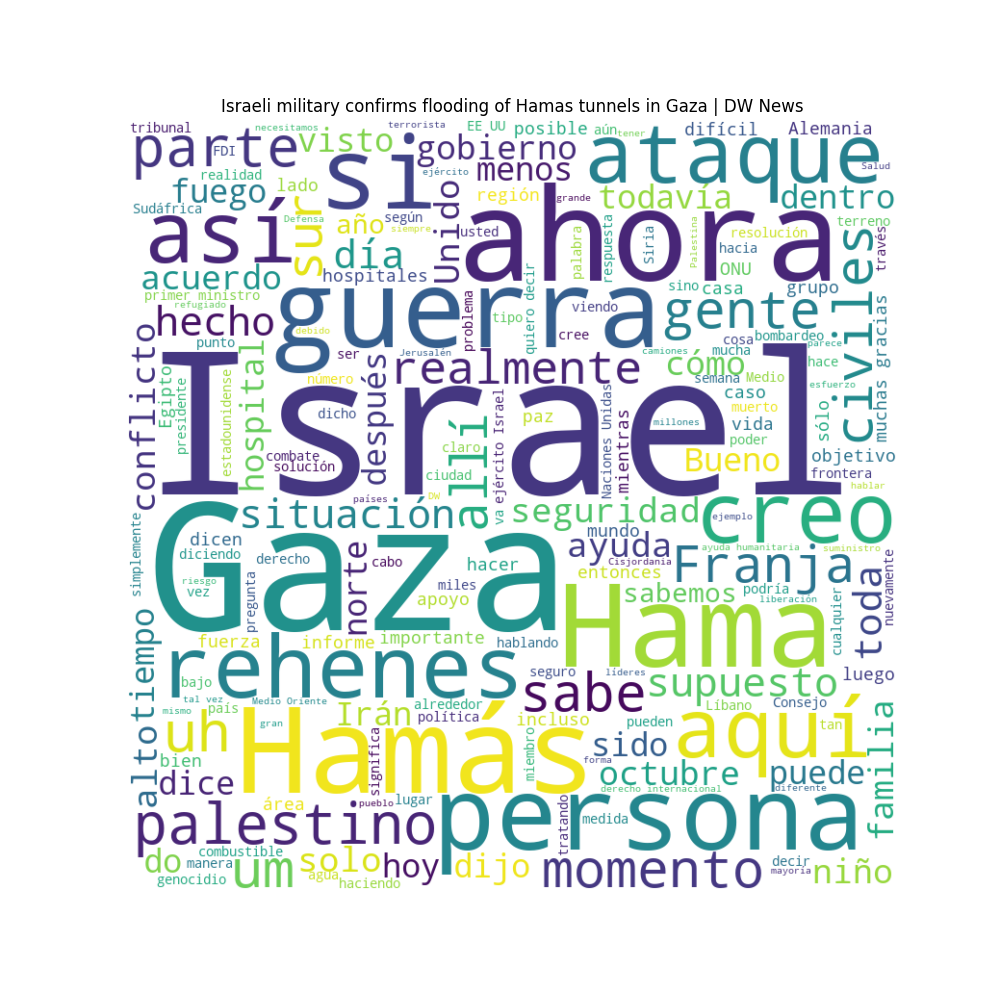 Israeli military confirms flooding of Hamas tunnels in Gaza | DW News
tribunal
necesitamos
terrorista
EE UU
posible
aún
tener
difícil
Alemania
parte
FDI
visto
si
ejército
gobierno
menos
ataque
Salud
realidad
fuego
lado
región
grande
todavía
dentro
Sudáfrica
Defensa
año
siempre
según
usted
Unido
ahora
palabra
respuesta
Siria
Palestina
resolución
hacia
terreno
través
así
sur
día
acuerdo
hospitales
ONU
civiles
primer ministro
refugiado
guerra
problema
tipo
quiero decir
viendo
sino
casa
grupo
gente
hecho
debido
cree
cosa
bombardeo
mucha
parece
muchas gracias
punto
ser
Jerusalén
realmente
camiones
cómo
hace
conflicto
Egipto
presidente
estadounidense
hospital
número
después
semana
Medio
caso
esfuerzo
Israel
dicho
allí
ejército Israel
paz
Naciones Unidas
mientras
millones
muerto
vida
sólo
combate
solución
claro
ciudad
va
poder
Bueno
objetivo
frontera
hablar
países
DW
Gaza
situación
seguridad
ejemplo
creo
simplemente
dicen
diciendo
mundo
ayuda
Cisjordania
ayuda humanitaria
suministro
derecho
norte
cabo
hacer
entonces
Franja
riesgo
vez
pregunta
miles
apoyo
sabemos
podría
liberación
cualquier
toda
nuevamente
Hama
altotiempo
fuerza
informe
importante
hablando
rehenes
bajo
seguro
líderes
sabe
supuesto
luego
tal vez
Medio Oriente
mismo
país
gran
Irán
alrededor
política
incluso
Líbano
Consejo
pueden
tan
uh
Hamás
aquí
bien
significa
miembro
sido
forma
familia
dice
área
pueblo
lugar
octubre
derecho internacional
puede
diferente
palestino
persona
tratando
medida
do
combustible
manera
genocidio
um
solo
agua
haciendo
hoy
dijo
momento
decir
mayoría
niño